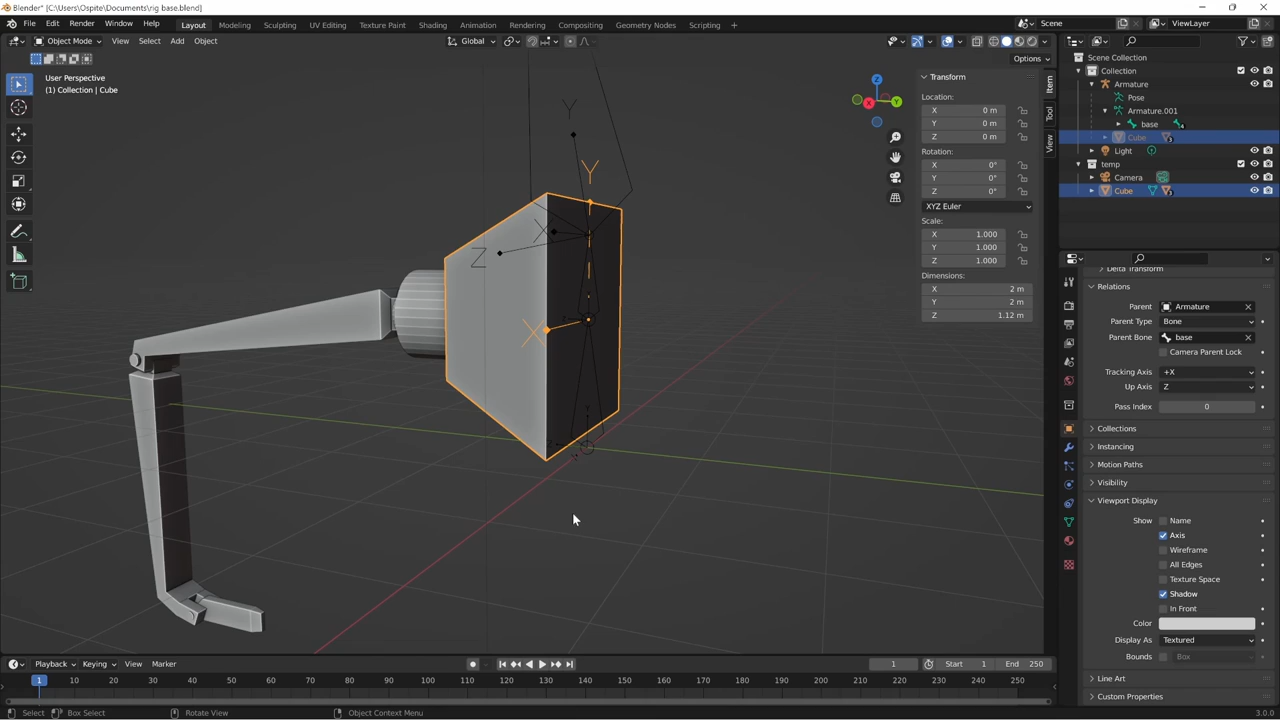 Blender* [C:\Users\Ospite\Documents\rig base.blend]
File Edit Render Window Help Layout Modeling Sculpting UV Editing Texture Paint Shading Animation Rendering Compositing Geometry Nodes Scripting + Scene ViewLayer
Object Mode View Select Add Object Global
Options
User Perspective
(1) Collection | Cube
Z
Y
X
Y
Y
X
Z
X
Transform
Location:
X 0 m
Y 0 m
Z 0 m
Rotation:
X 0°
Y 0°
Z 0°
XYZ Euler
Scale:
X 1.000
Y 1.000
Z 1.000
Dimensions:
X 2 m
Y 2 m
Z 1.12 m
Item
Tool
View
Scene Collection
Collection
Armature
Pose
Armature.001
base 4
Cube 3
Light
temp
Camera
Cube 3
Delta Transform
Relations
Parent Armature
Parent Type Bone
Parent Bone base
Camera Parent Lock
Tracking Axis +X
Up Axis Z
Pass Index 0
Collections
Instancing
Motion Paths
Visibility
Viewport Display
Show Name
Axis
Wireframe
All Edges
Texture Space
Shadow
In Front
Color
Display As Textured
Bounds Box
Line Art
Custom Properties
Playback Keying View Marker 1 Start 1 End 250
1 10 20 30 40 50 60 70 80 90 100 110 120 130 140 150 160 170 180 190 200 210 220 230 240 250
Select Box Select Rotate View Object Context Menu 3.0.0